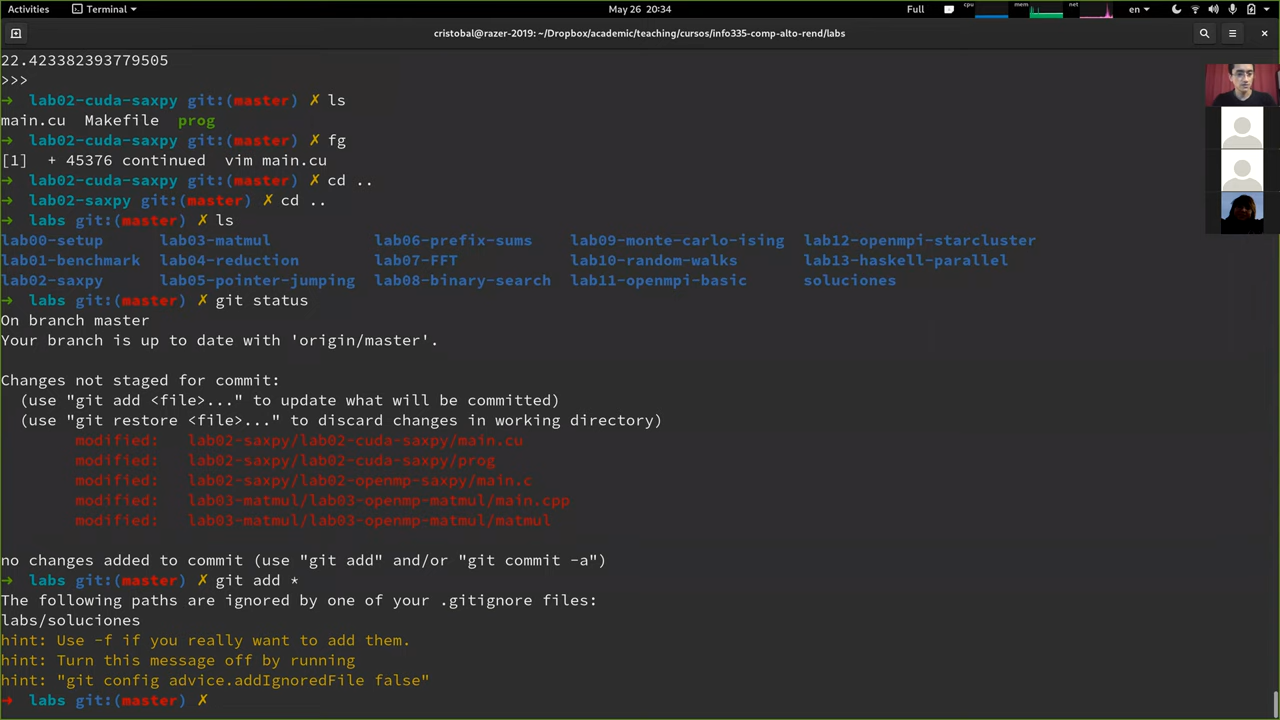 Activities Terminal May 26 20:34 Full cpu mem net en
cristobal@razer-2019: ~/Dropbox/academic/teaching/cursos/info335-comp-alto-rend/labs
22.423382393779505
>>>
→ lab02-cuda-saxpy git:(master) ✗ ls
main.cu Makefile prog
→ lab02-cuda-saxpy git:(master) ✗ fg
[1] + 45376 continued vim main.cu
→ lab02-cuda-saxpy git:(master) ✗ cd ..
→ lab02-saxpy git:(master) ✗ cd ..
→ labs git:(master) ✗ ls
lab00-setup lab03-matmul lab06-prefix-sums lab09-monte-carlo-ising lab12-openmpi-starcluster
lab01-benchmark lab04-reduction lab07-FFT lab10-random-walks lab13-haskell-parallel
lab02-saxpy lab05-pointer-jumping lab08-binary-search lab11-openmpi-basic soluciones
→ labs git:(master) ✗ git status
On branch master
Your branch is up to date with 'origin/master'.
Changes not staged for commit:
(use "git add <file>..." to update what will be committed)
(use "git restore <file>..." to discard changes in working directory)
modified: lab02-saxpy/lab02-cuda-saxpy/main.cu
modified: lab02-saxpy/lab02-cuda-saxpy/prog
modified: lab02-saxpy/lab02-openmp-saxpy/main.c
modified: lab03-matmul/lab03-openmp-matmul/main.cpp
modified: lab03-matmul/lab03-openmp-matmul/matmul
no changes added to commit (use "git add" and/or "git commit -a")
→ labs git:(master) ✗ git add *
The following paths are ignored by one of your .gitignore files:
labs/soluciones
hint: Use -f if you really want to add them.
hint: Turn this message off by running
hint: "git config advice.addIgnoredFile false"
→ labs git:(master) ✗